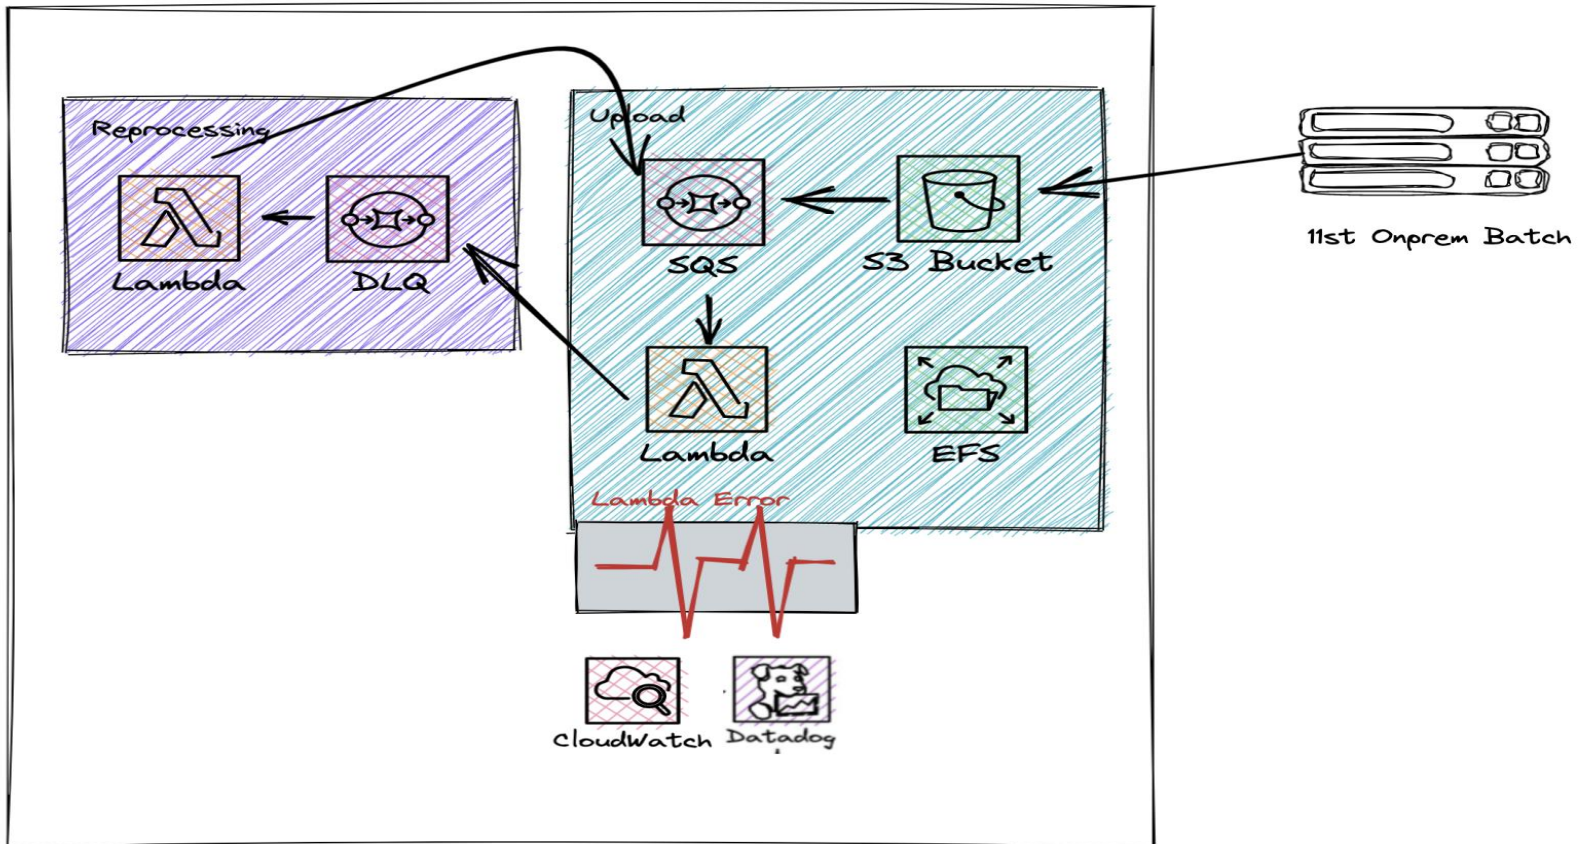 Reprocessing
Upload
11st Onprem Batch
Lambda
DLQ
SQS
S3 Bucket
Lambda
EFS
Lambda Error
CloudWatch
Datadog